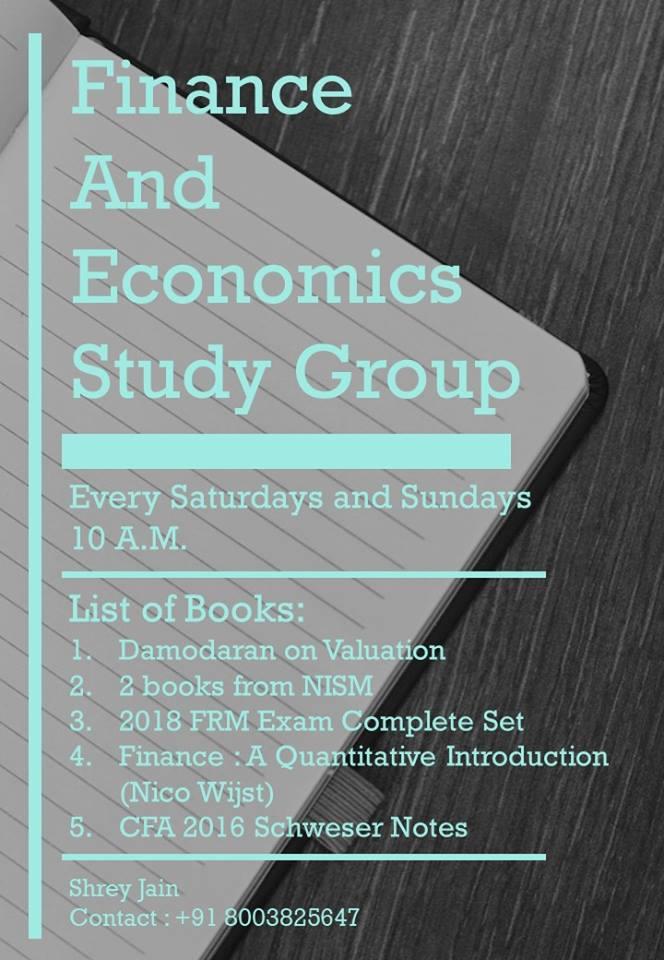 Finance
And
Economics
Study Group
Every Saturdays and Sundays
10 A.M.
List of Books:
1. Damodaran on Valuation
2. 2 books from NISM
3. 2018 FRM Exam Complete Set
4. Finance : A Quantitative Introduction
(Nico Wijst)
5. CFA 2016 Schweser Notes
Shrey Jain
Contact : +91 8003825647